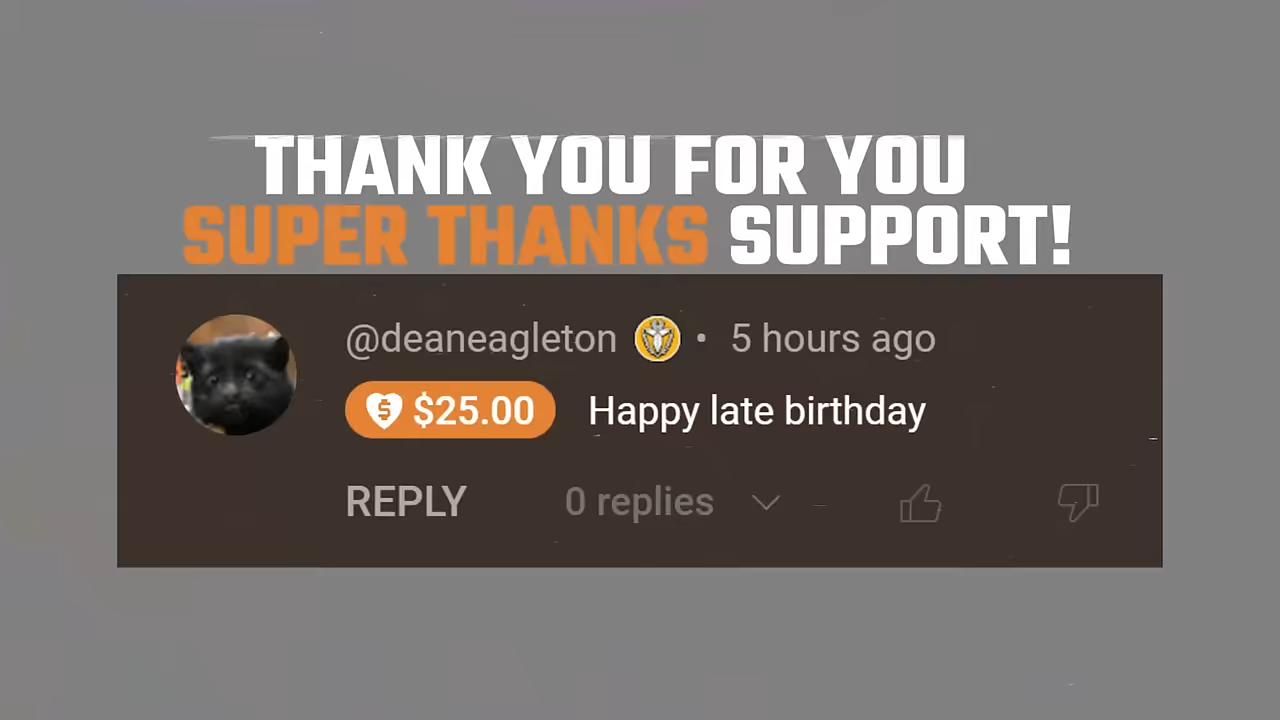 THANK YOU FOR YOU
SUPER THANKS SUPPORT!
@deaneagleton • 5 hours ago
$25.00 Happy late birthday
REPLY 0 replies